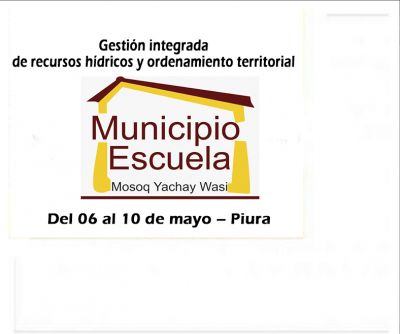 Gestión integrada
de recursos hídricos y ordenamiento territorial
Municipio
Escuela
Mosoq Yachay Wasi
Del 06 al 10 de mayo – Piura